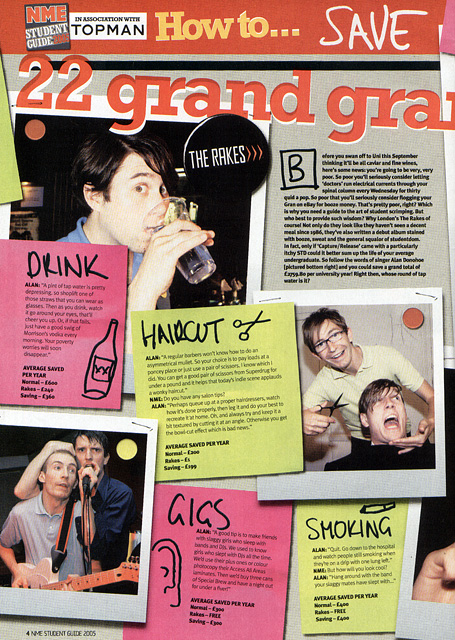 NME
STUDENT
GUIDE
IN ASSOCIATION WITH
TOPMAN
How to...
SAVE
22 grand gra
THE RAKES>>>
Before you swan off to Uni this September
thinking it'll be all caviar and fine wines,
here's some news: you're going to be very, very
poor. So poor you'll seriously consider letting
'doctors' run electrical currents through your
spinal column every Wednesday for thirty
quid a pop. So poor that you'll seriously consider flogging your
Gran on eBay for booze money. That's pretty poor, right? Which
is why you need a guide to the art of student scrimping. But
who best to provide such wisdom? Why London's The Rakes of
course! Not only do they look like they haven't seen a decent
meal since 1986, they've also written a debut album stained
with booze, sweat and the general squalor of studentdom.
In fact, only if 'Capture/Release' came with a particularly
itchy STD could it better sum up the life of your average
undergraduate. So follow the words of singer Alan Donohoe
(pictured bottom right) and you could save a grand total of
£1,259.80 per university year! Right then, whose round of tap
water is it?
DRINK
ALAN: "A pint of tap water is pretty
depressing, so shoplift one of
those straws that you can wear as
glasses. Then as you drink, watch
it go around your eyes, that'll
cheer you up. Or, if that fails,
just have a good swig of
Morrison's vodka every
morning. Your poverty
worries will soon
disappear."
AVERAGE SAVED
PER YEAR
Normal – £600
Rakes – £240
Saving – £360
HAIRCUT
ALAN: "A regular barbers won't know how to do an
asymmetrical mullet. So your choice is to pay loads at a
poncey place or just use a pair of scissors. I know which I
did. You can get a good pair of scissors from Superdrug for
under a pound and it helps that today's indie scene applauds
a wonky haircut."
NME: Do you have any salon tips?
ALAN: "Perhaps queue up at a proper hairdressers, watch
how it's done properly, then leg it and do your best to
recreate it at home. Oh, and always try and keep it a
bit textured by cutting it at an angle. Otherwise you get
the bowl-cut effect which is bad news."
AVERAGE SAVED PER YEAR
Normal – £200
Rakes – £1
Saving – £199
GIGS
ALAN: "A good tip is to make friends
with slaggy girls who sleep with
bands and DJs. We used to know
girls who slept with DJs all the time.
We'd use their plus ones or colour
photocopy their Access All Areas
laminates. Then we'd buy three cans
of Special Brew and have a night out
for under a fiver!"
AVERAGE SAVED PER YEAR
Normal – £300
Rakes – FREE
Saving – £300
SMOKING
ALAN: "Quit. Go down to the hospital
and watch people still smoking when
they're on a drip with one lung left."
NME: But how will you look cool?
ALAN: "Hang around with the band
your slaggy mates have slept with..."
AVERAGE SAVED PER YEAR
Normal – £400
Rakes – FREE
Saving – £400
4 NME STUDENT GUIDE 2005